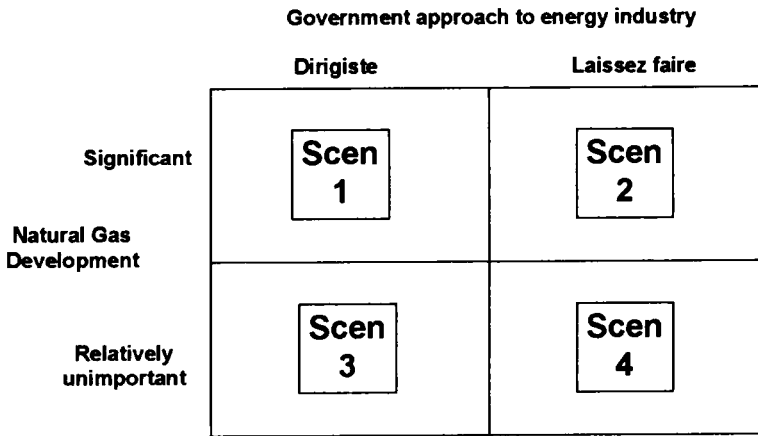 Government approach to energy industry
Dirigiste Laissez faire
Significant
Scen
1
Scen
2
Natural Gas
Development
Relatively
unimportant
Scen
3
Scen
4